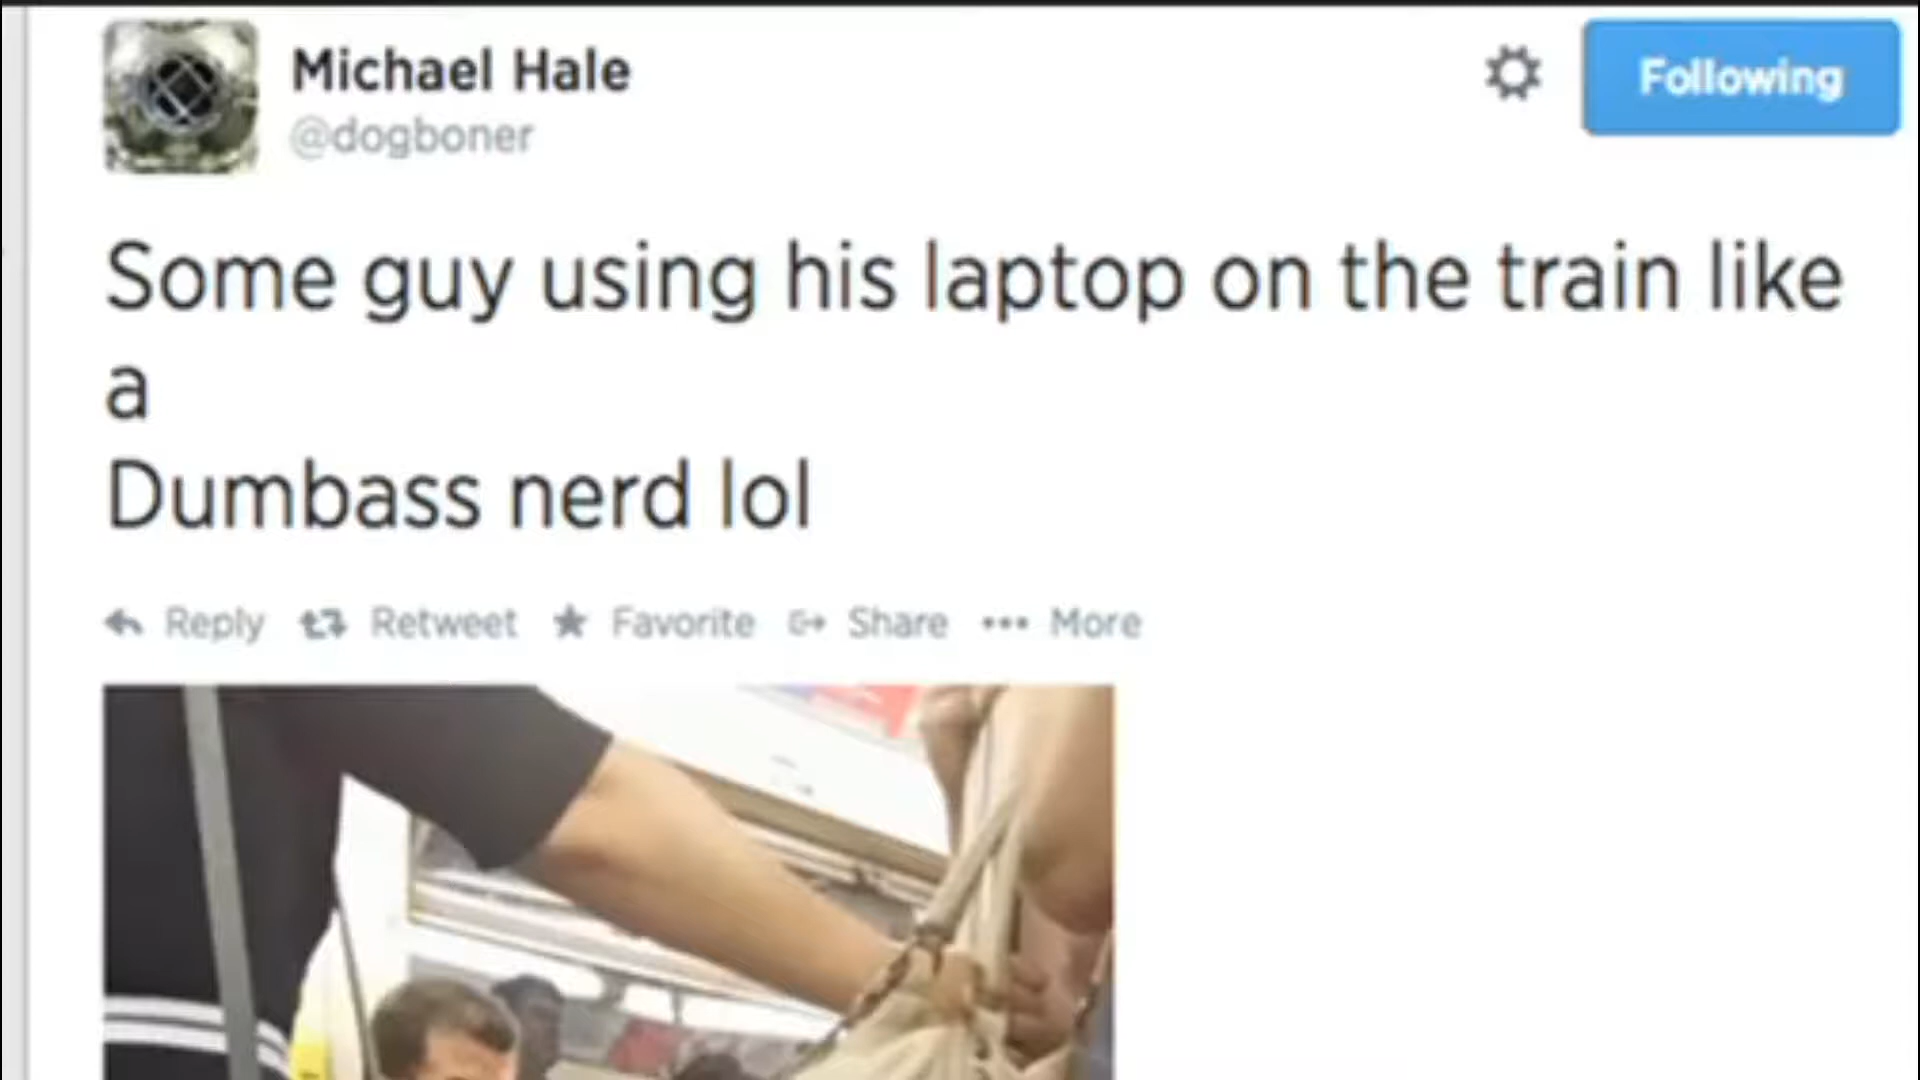 Michael Hale
@dogboner
Following
Some guy using his laptop on the train like
a
Dumbass nerd lol
Reply Retweet Favorite Share More